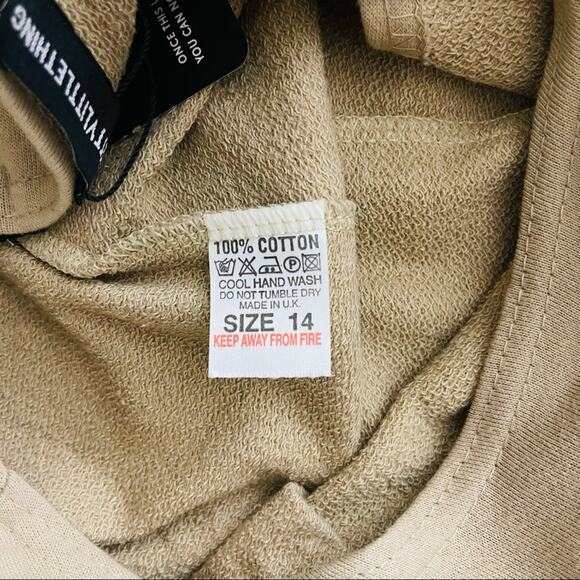 TYLITTLETHING
ONCE THIS
YOU CAN N
100% COTTON
COOL HAND WASH
DO NOT TUMBLE DRY
MADE IN U.K.
SIZE 14
KEEP AWAY FROM FIRE